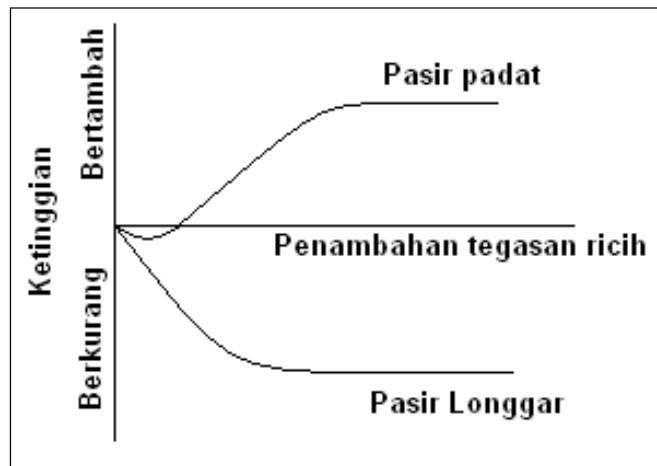 Pasir padat
Bertambah
Ketinggian
Penambahan tegasan ricih
Berkurang
Pasir Longgar